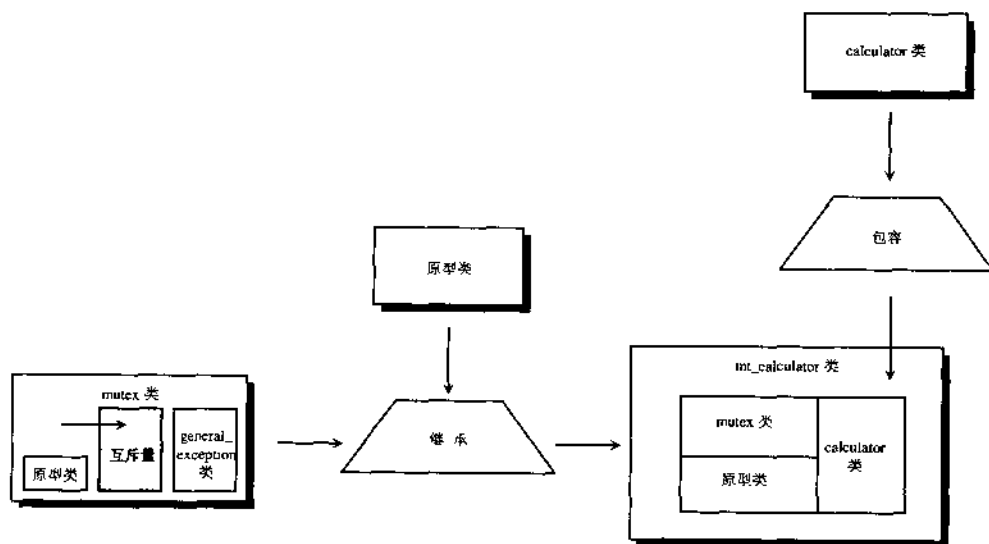 calculator 类
包容
原型类
mt_calculator 类
mutex 类
互斥量
general_
exception
类
原型类
继 承
mutex 类
calculator
类
原型类